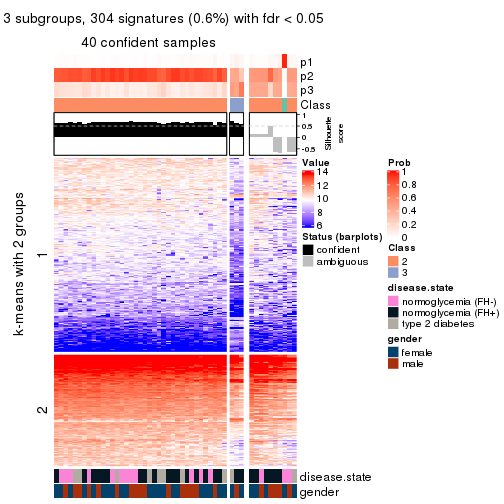 3 subgroups, 304 signatures (0.6%) with fdr < 0.05
40 confident samples
p1
p2
p3
Class
1
0.5
0
-0.5
Silhouette
score
k-means with 2 groups
1
2
Value
14
12
10
8
6
Status (barplots)
confident
ambiguous
Prob
1
0.8
0.6
0.4
0.2
0
Class
2
3
disease.state
normoglycemia (FH-)
normoglycemia (FH+)
type 2 diabetes
gender
female
male
disease.state
gender